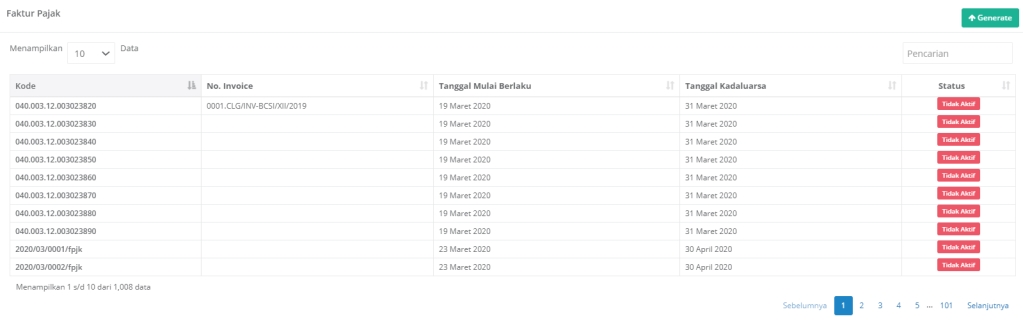 Faktur Pajak
Generate
Menampilkan 10 Data
Pencarian
Kode No. Invoice Tanggal Mulai Berlaku Tanggal Kadaluarsa Status
040.003.12.003023820 0001.CLG/INV-BCSI/XII/2019 19 Maret 2020 31 Maret 2020 Tidak Aktif
040.003.12.003023830 19 Maret 2020 31 Maret 2020 Tidak Aktif
040.003.12.003023840 19 Maret 2020 31 Maret 2020 Tidak Aktif
040.003.12.003023850 19 Maret 2020 31 Maret 2020 Tidak Aktif
040.003.12.003023860 19 Maret 2020 31 Maret 2020 Tidak Aktif
040.003.12.003023870 19 Maret 2020 31 Maret 2020 Tidak Aktif
040.003.12.003023880 19 Maret 2020 31 Maret 2020 Tidak Aktif
040.003.12.003023890 19 Maret 2020 31 Maret 2020 Tidak Aktif
2020/03/0001/fpjk 23 Maret 2020 30 April 2020 Tidak Aktif
2020/03/0002/fpjk 23 Maret 2020 30 April 2020 Tidak Aktif
Menampilkan 1 s/d 10 dari 1,008 data
Sebelumnya 1 2 3 4 5 ... 101 Selanjutnya